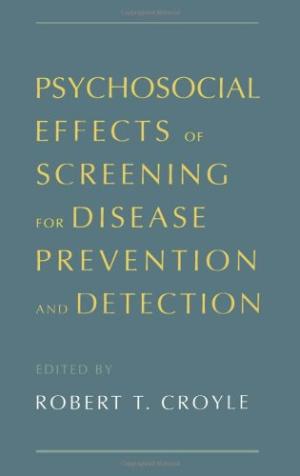 PSYCHOSOCIAL
EFFECTS OF
SCREENING
FOR DISEASE
PREVENTION
AND DETECTION
EDITED BY
ROBERT T. CROYLE